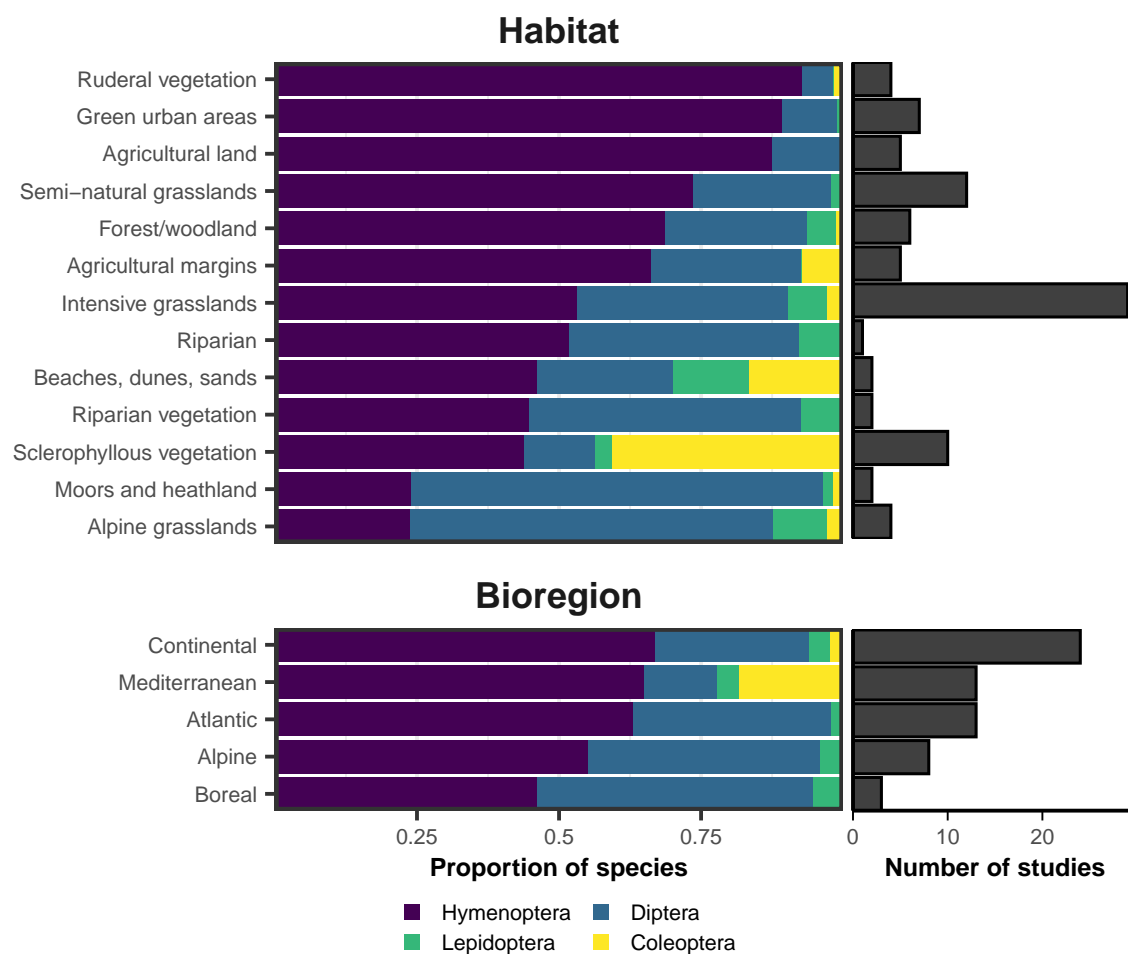 Habitat
Ruderal vegetation
Green urban areas
Agricultural land
Semi−natural grasslands
Forest/woodland
Agricultural margins
Intensive grasslands
Riparian
Beaches, dunes, sands
Riparian vegetation
Sclerophyllous vegetation
Moors and heathland
Alpine grasslands
Bioregion
Continental
Mediterranean
Atlantic
Alpine
Boreal
0.25 0.5 0.75 0 10 20
Proportion of species Number of studies
Hymenoptera Diptera
Lepidoptera Coleoptera